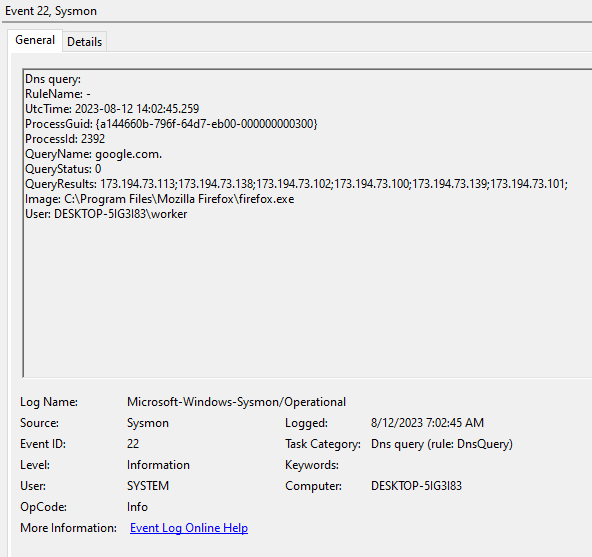 Event 22, Sysmon
General Details
Dns query:
RuleName: -
UtcTime: 2023-08-12 14:02:45.259
ProcessGuid: {a144660b-796f-64d7-eb00-000000000300}
ProcessId: 2392
QueryName: google.com.
QueryStatus: 0
QueryResults: 173.194.73.113;173.194.73.138;173.194.73.102;173.194.73.100;173.194.73.139;173.194.73.101;
Image: C:\Program Files\Mozilla Firefox\firefox.exe
User: DESKTOP-5IG3I83\worker
Log Name: Microsoft-Windows-Sysmon/Operational
Source: Sysmon Logged: 8/12/2023 7:02:45 AM
Event ID: 22 Task Category: Dns query (rule: DnsQuery)
Level: Information Keywords:
User: SYSTEM Computer: DESKTOP-5IG3I83
OpCode: Info
More Information: Event Log Online Help